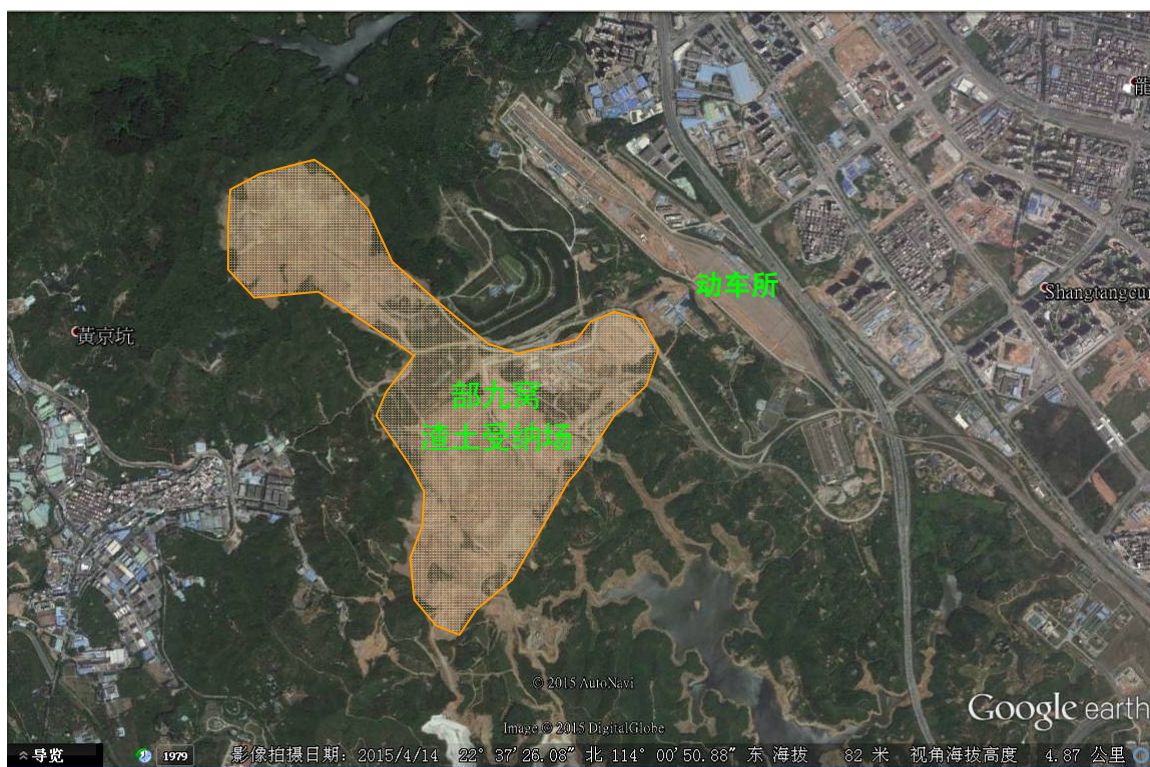 龍
动车所
Shangtangcun
黄京坑
部九窝
渣土受纳场
© 2015 AutoNavi
Image © 2015 DigitalGlobe
Google earth
导览
1979
影像拍摄日期: 2015/4/14 22° 37'26.08" 北 114° 00'50.88" 东 海拔 82 米 视角海拔高度 4.87 公里